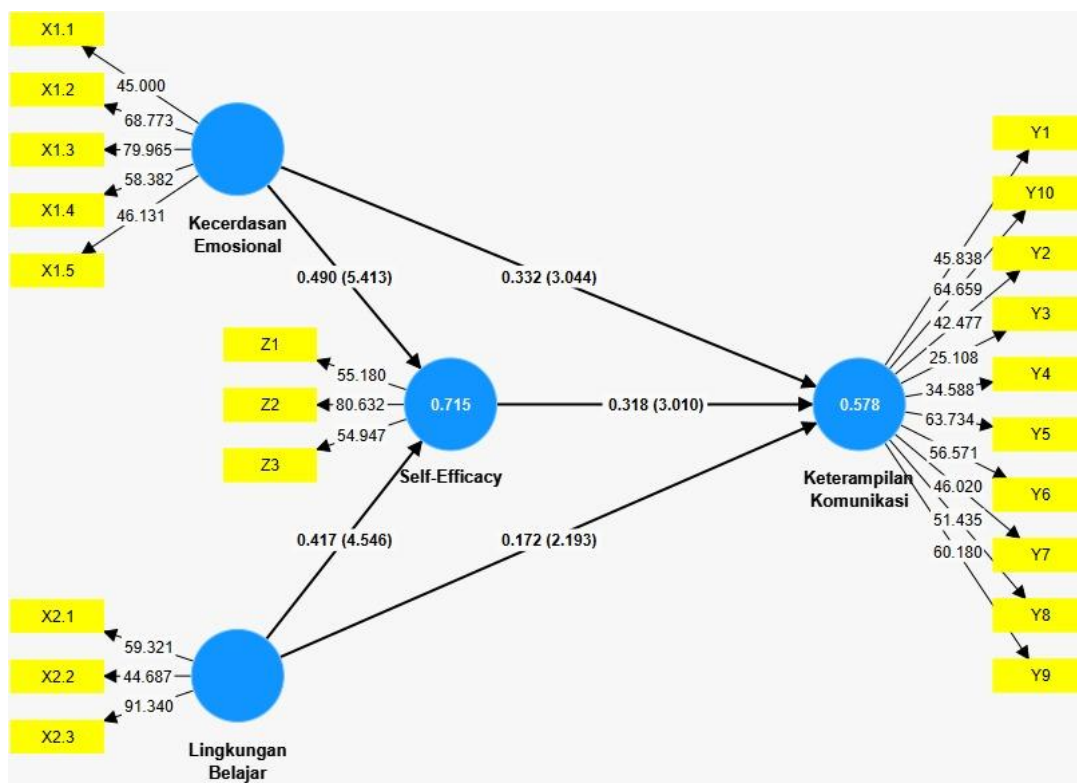 X1.1
X1.2
X1.3
X1.4
X1.5
45.000
68.773
79.965
58.382
46.131
Kecerdasan
Emosional
0.490 (5.413)
0.332 (3.044)
Z1
Z2
Z3
55.180
80.632
54.947
0.715
Self-Efficacy
0.318 (3.010)
0.417 (4.546)
0.172 (2.193)
X2.1
X2.2
X2.3
59.321
44.687
91.340
Lingkungan
Belajar
0.578
Keterampilan
Komunikasi
45.838
64.659
42.477
25.108
34.588
63.734
56.571
46.020
51.435
60.180
Y1
Y10
Y2
Y3
Y4
Y5
Y6
Y7
Y8
Y9